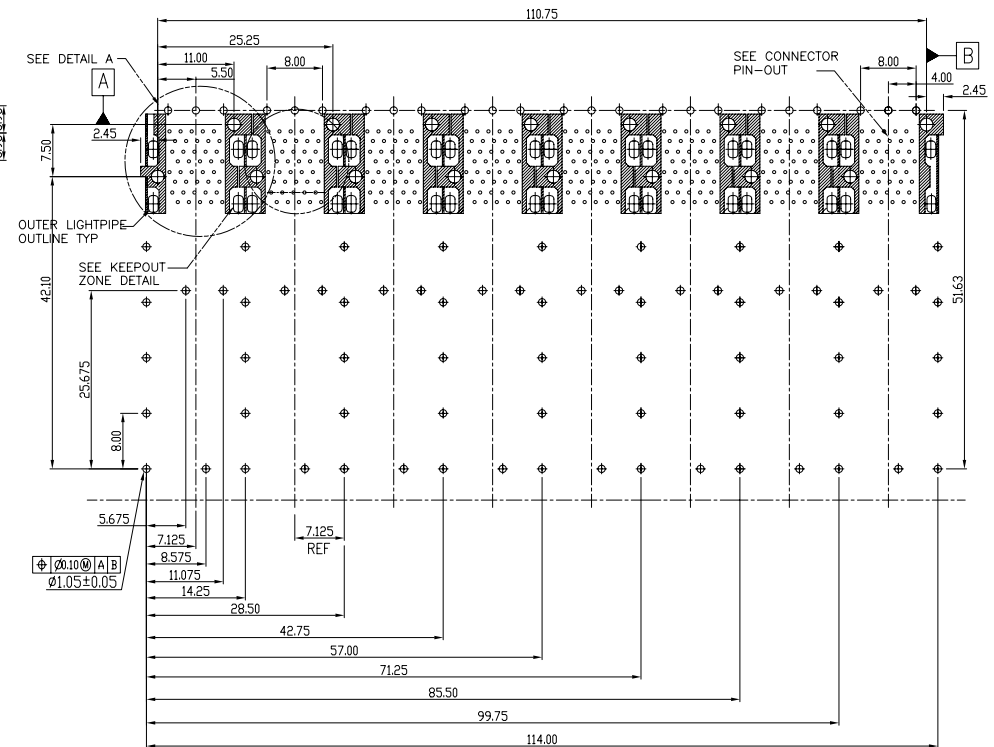 110.75
25.25
SEE DETAIL A
11.00
8.00
SEE CONNECTOR
PIN-OUT
8.00
B
5.50
4.00
A
2.45
2.45
7.50
OUTER LIGHTPIPE
OUTLINE TYP
SEE KEEPOUT
ZONE DETAIL
42.10
51.63
25.675
8.00
5.675
7.125
7.125
REF
8.575
Ø0.10 Ⓜ A B
Ø1.05±0.05
11.075
14.25
28.50
42.75
57.00
71.25
85.50
99.75
114.00